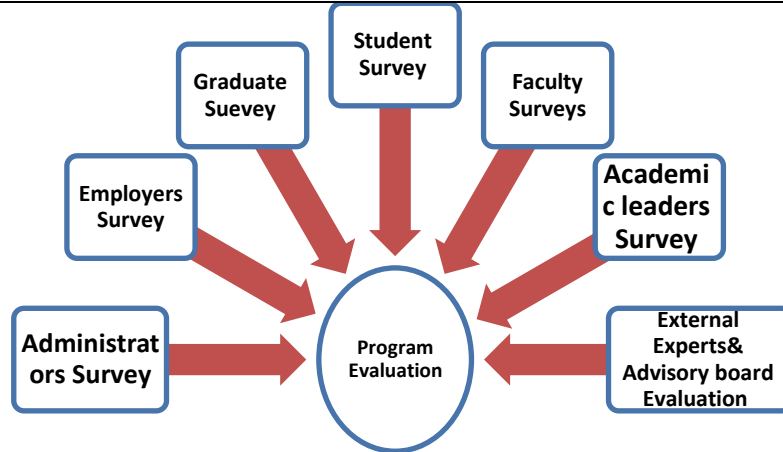 Student
Survey
Graduate
Suevey
Faculty
Surveys
Employers
Survey
Academi
c leaders
Survey
Administrat
ors Survey
Program
Evaluation
External
Experts&
Advisory board
Evaluation